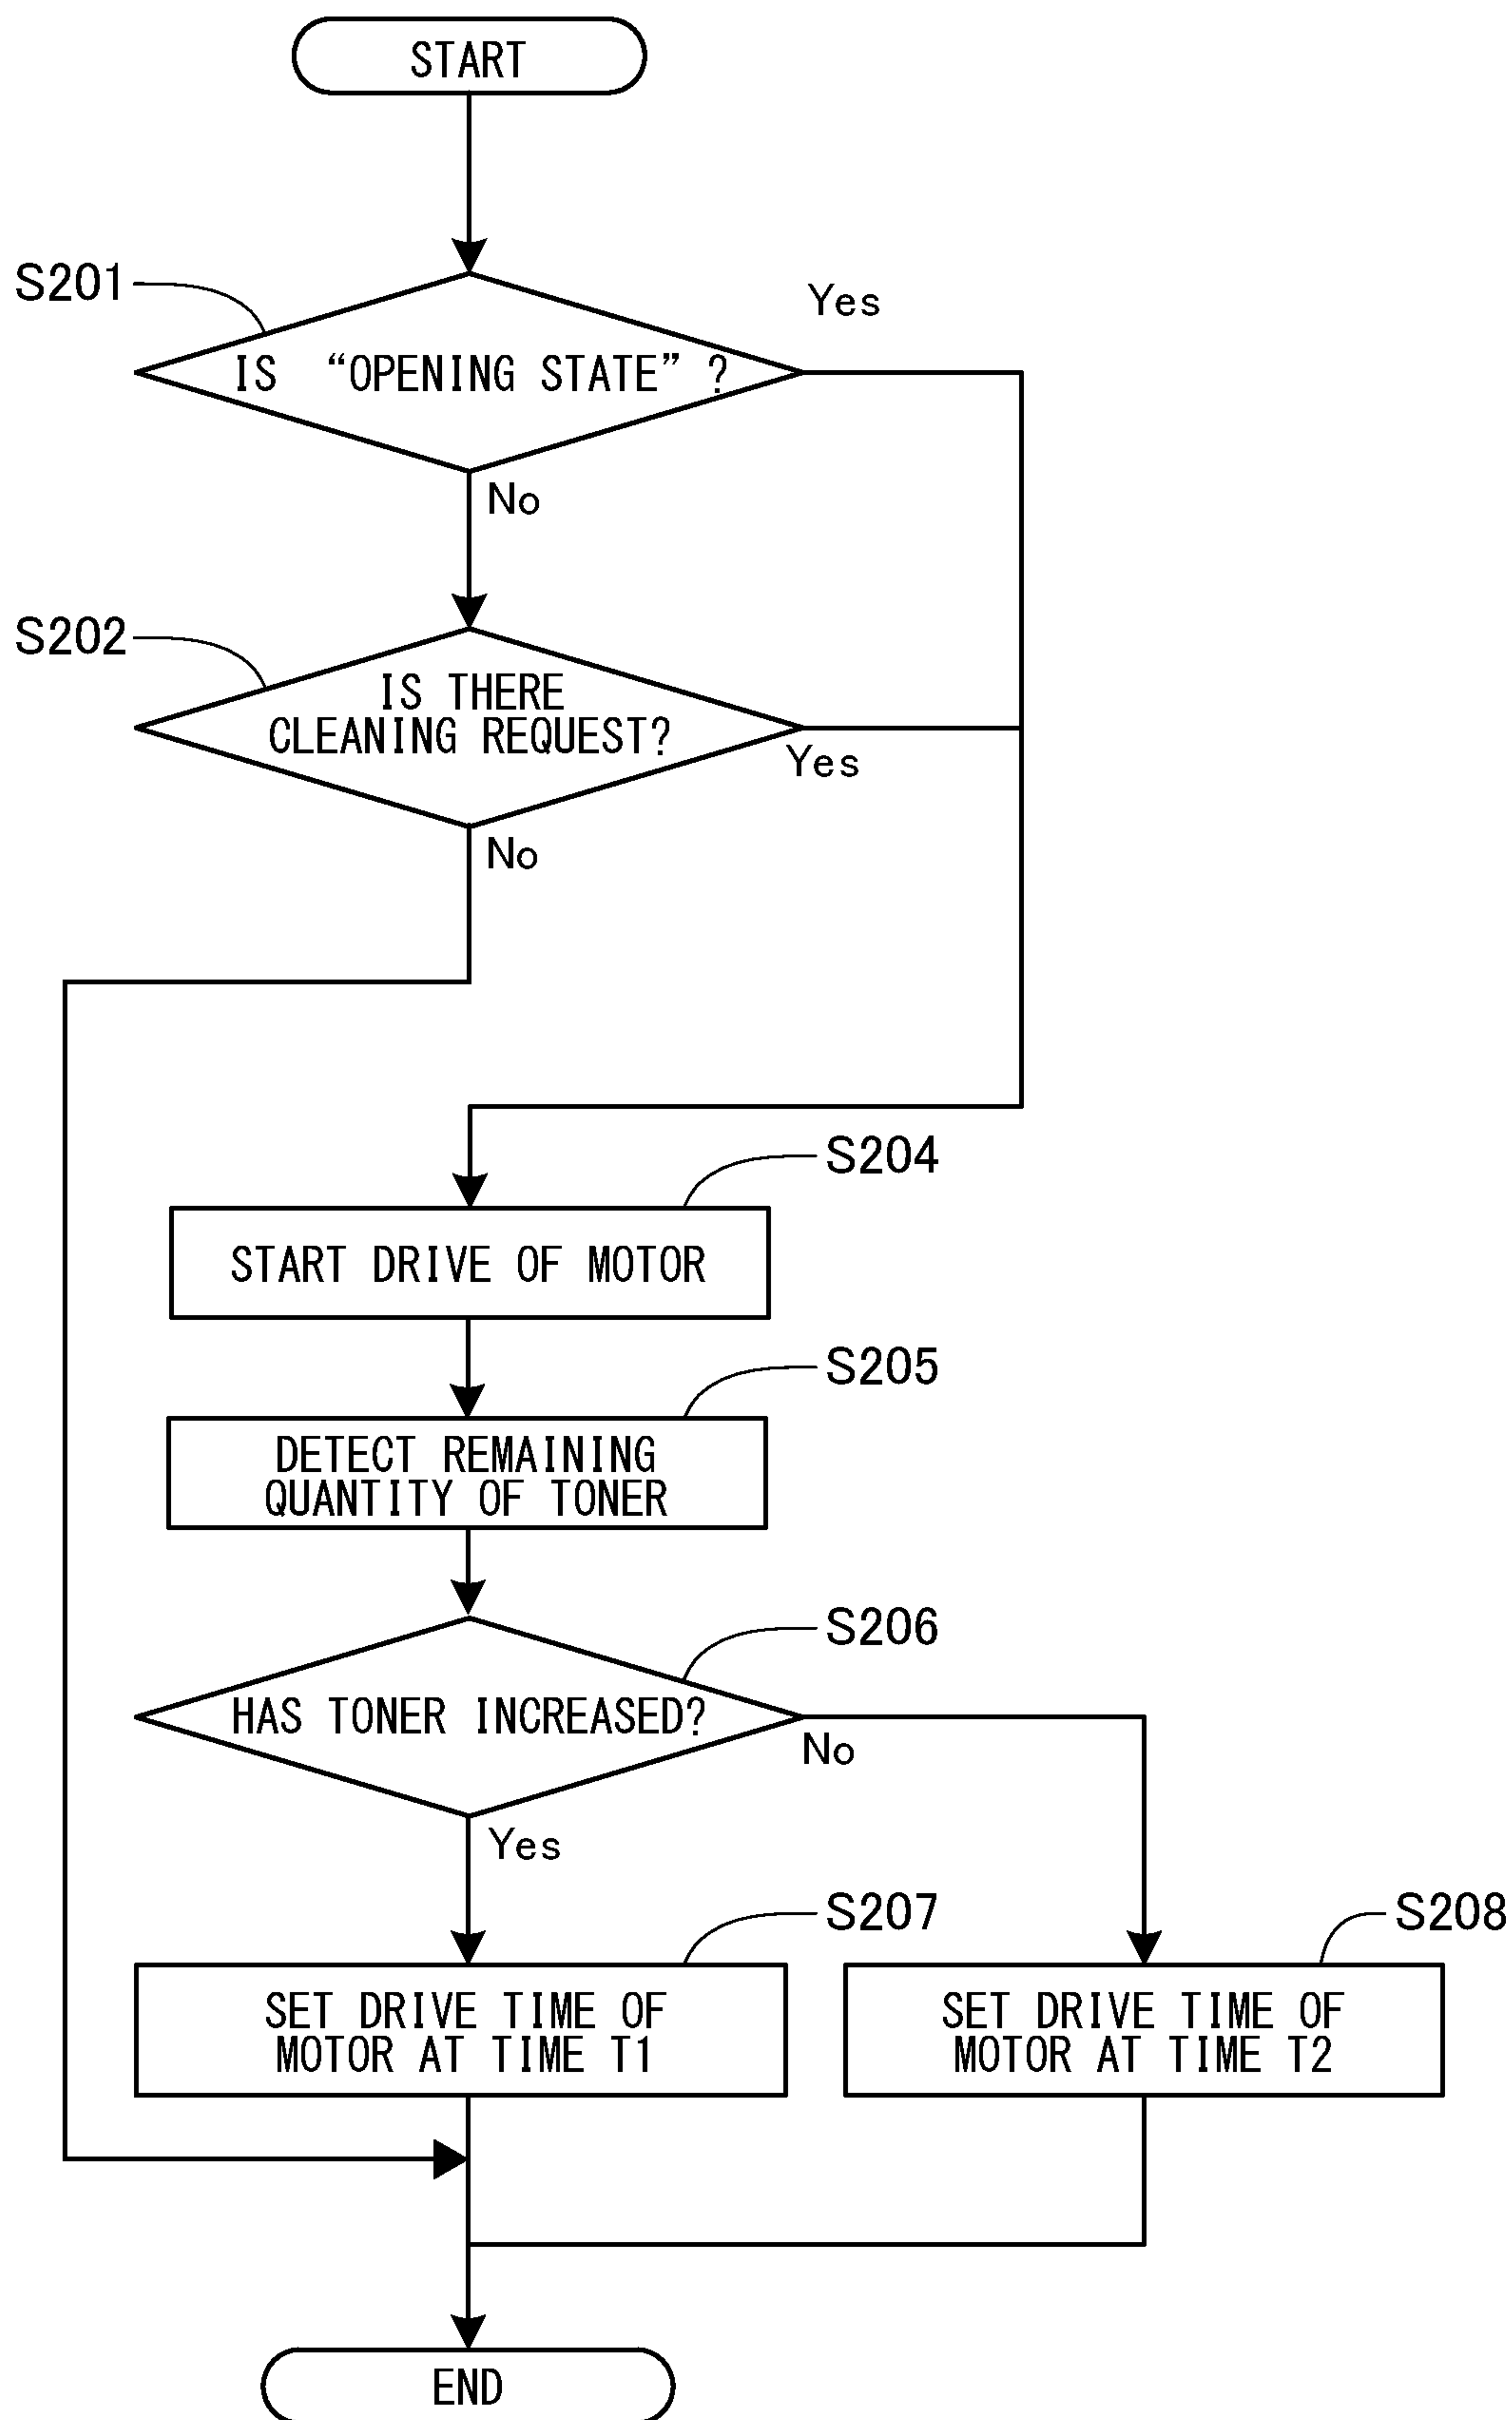 START
S201
Yes
IS “OPENING STATE” ?
No
S202
IS THERE
CLEANING REQUEST?
Yes
No
S204
START DRIVE OF MOTOR
S205
DETECT REMAINING
QUANTITY OF TONER
S206
HAS TONER INCREASED?
No
Yes
S207
S208
SET DRIVE TIME OF
MOTOR AT TIME T1
SET DRIVE TIME OF
MOTOR AT TIME T2
END